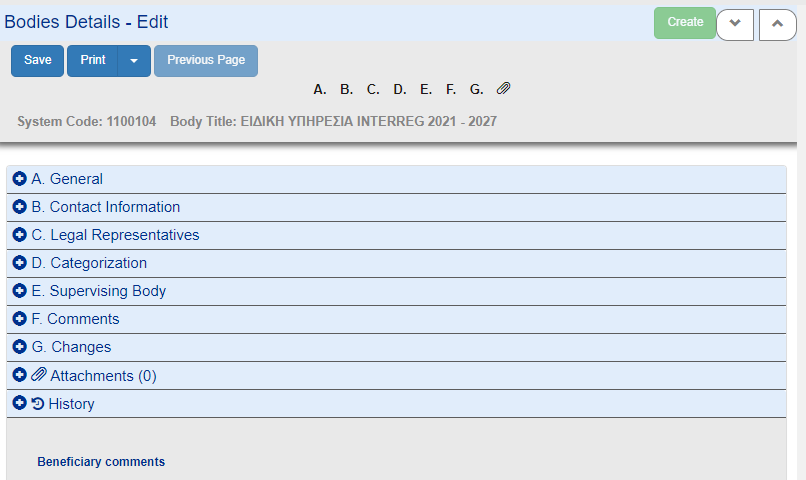 Bodies Details - Edit
Create
Save Print Previous Page
A. B. C. D. E. F. G.
System Code: 1100104 Body Title: ΕΙΔΙΚΗ ΥΠΗΡΕΣΙΑ INTERREG 2021 - 2027
A. General
B. Contact Information
C. Legal Representatives
D. Categorization
E. Supervising Body
F. Comments
G. Changes
Attachments (0)
History
Beneficiary comments